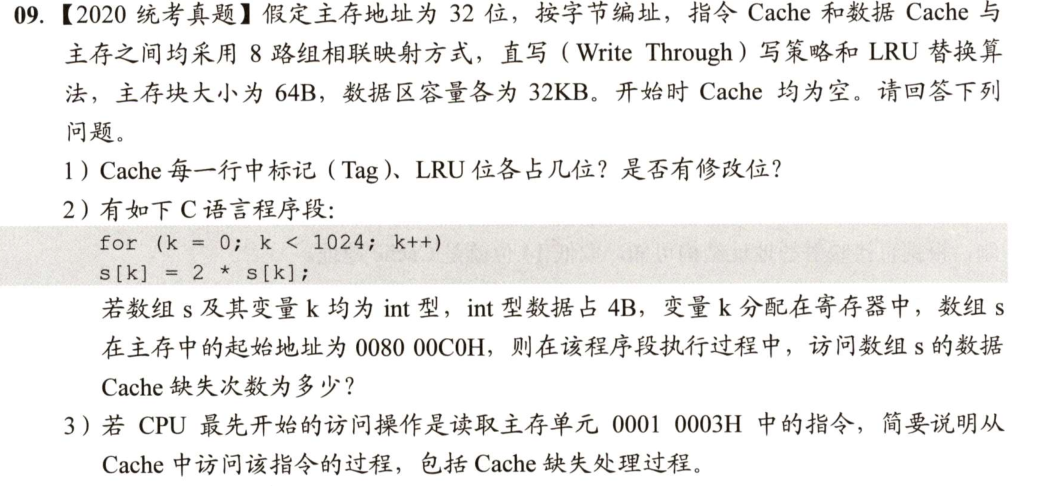 09.【2020 统考真题】假定主存地址为 32 位，按字节编址，指令 Cache 和数据 Cache 与
主存之间均采用 8 路组相联映射方式，直写（Write Through）写策略和 LRU 替换算
法，主存块大小为 64B，数据区容量各为 32KB。开始时 Cache 均为空。请回答下列
问题。
1）Cache 每一行中标记（Tag）、LRU 位各占几位？是否有修改位？
2）有如下 C 语言程序段：
for (k = 0; k < 1024; k++)
s[k] = 2 * s[k];
若数组 s 及其变量 k 均为 int 型，int 型数据占 4B，变量 k 分配在寄存器中，数组 s
在主存中的起始地址为 0080 00C0H，则在该程序段执行过程中，访问数组 s 的数据
Cache 缺失次数为多少？
3）若 CPU 最先开始的访问操作是读取主存单元 0001 0003H 中的指令，简要说明从
Cache 中访问该指令的过程，包括 Cache 缺失处理过程。